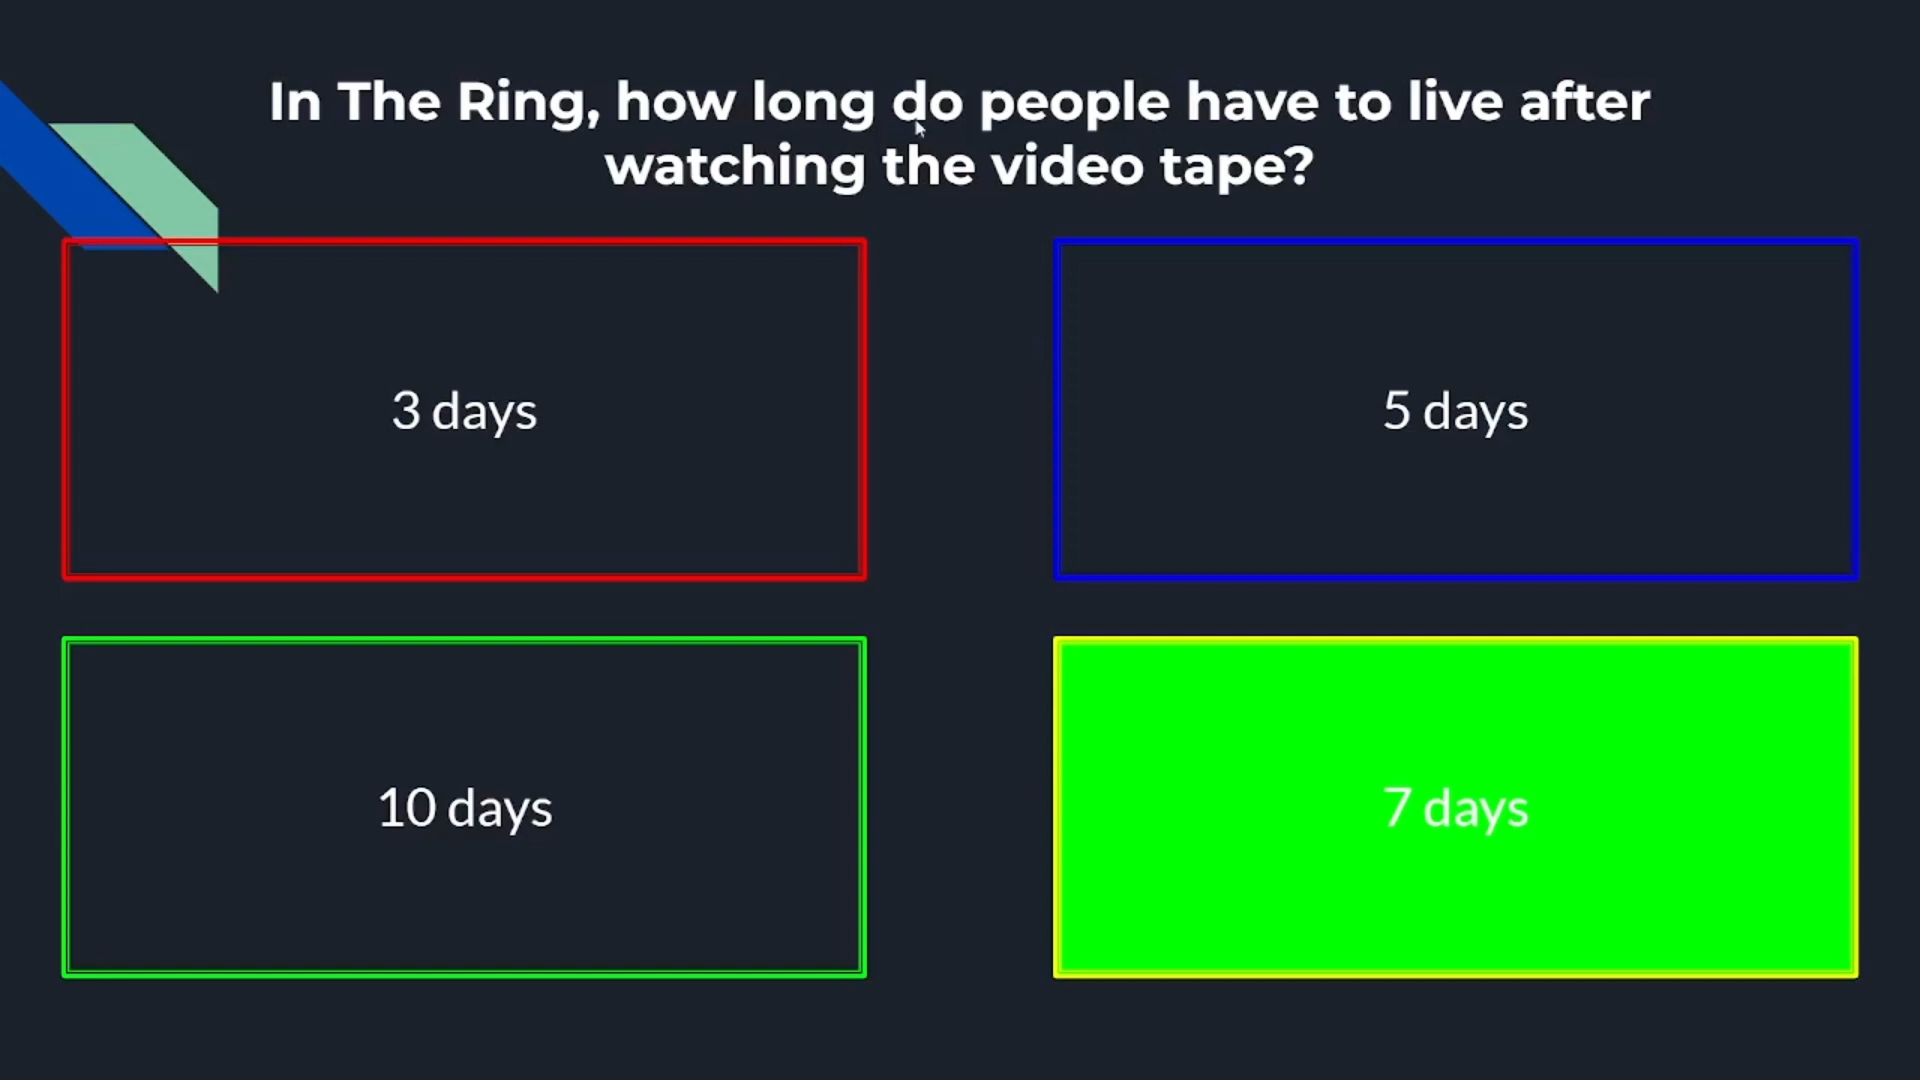 In The Ring, how long do people have to live after
watching the video tape?
3 days
5 days
10 days
7 days